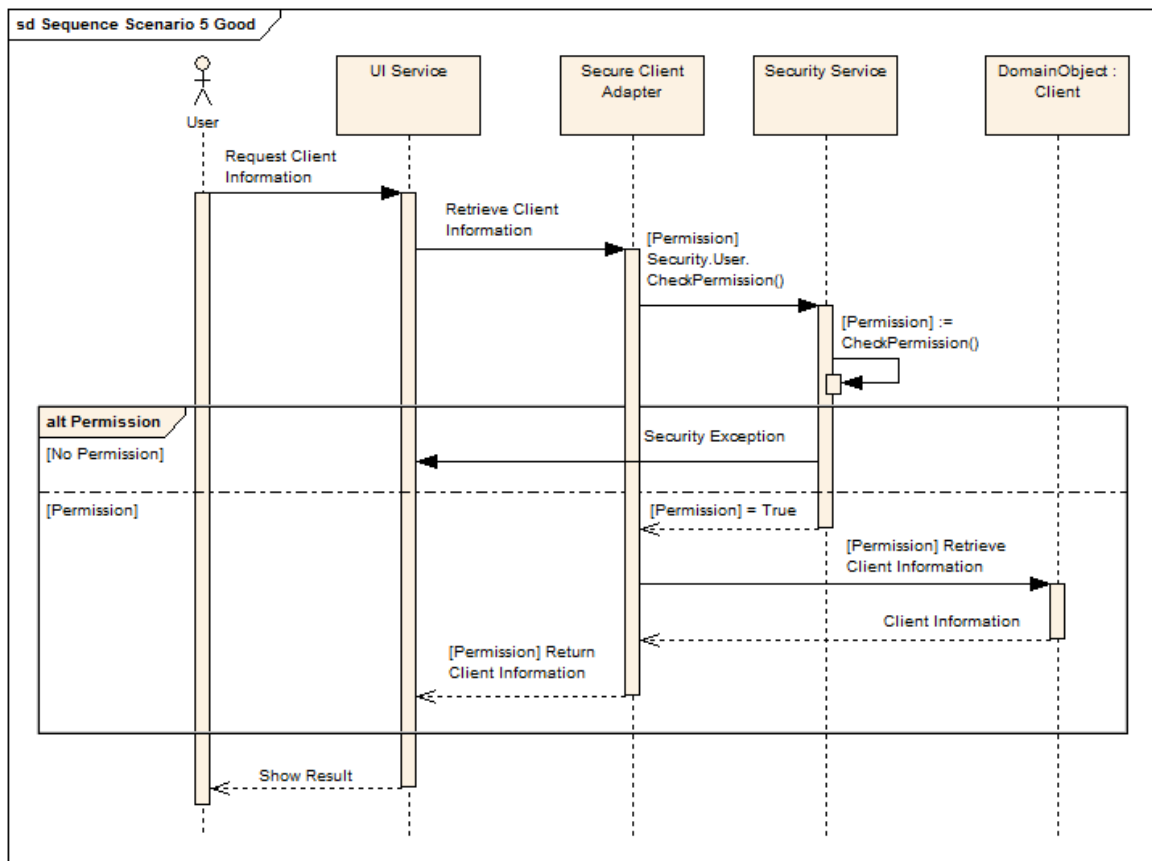 sd Sequence Scenario 5 Good
User
UI Service
Secure Client
Adapter
Security Service
DomainObject :
Client
Request Client
Information
Retrieve Client
Information
[Permission]
Security.User.
CheckPermission()
[Permission] :=
CheckPermission()
alt Permission
[No Permission]
Security Exception
[Permission]
[Permission] = True
[Permission] Retrieve
Client Information
Client Information
[Permission] Return
Client Information
Show Result